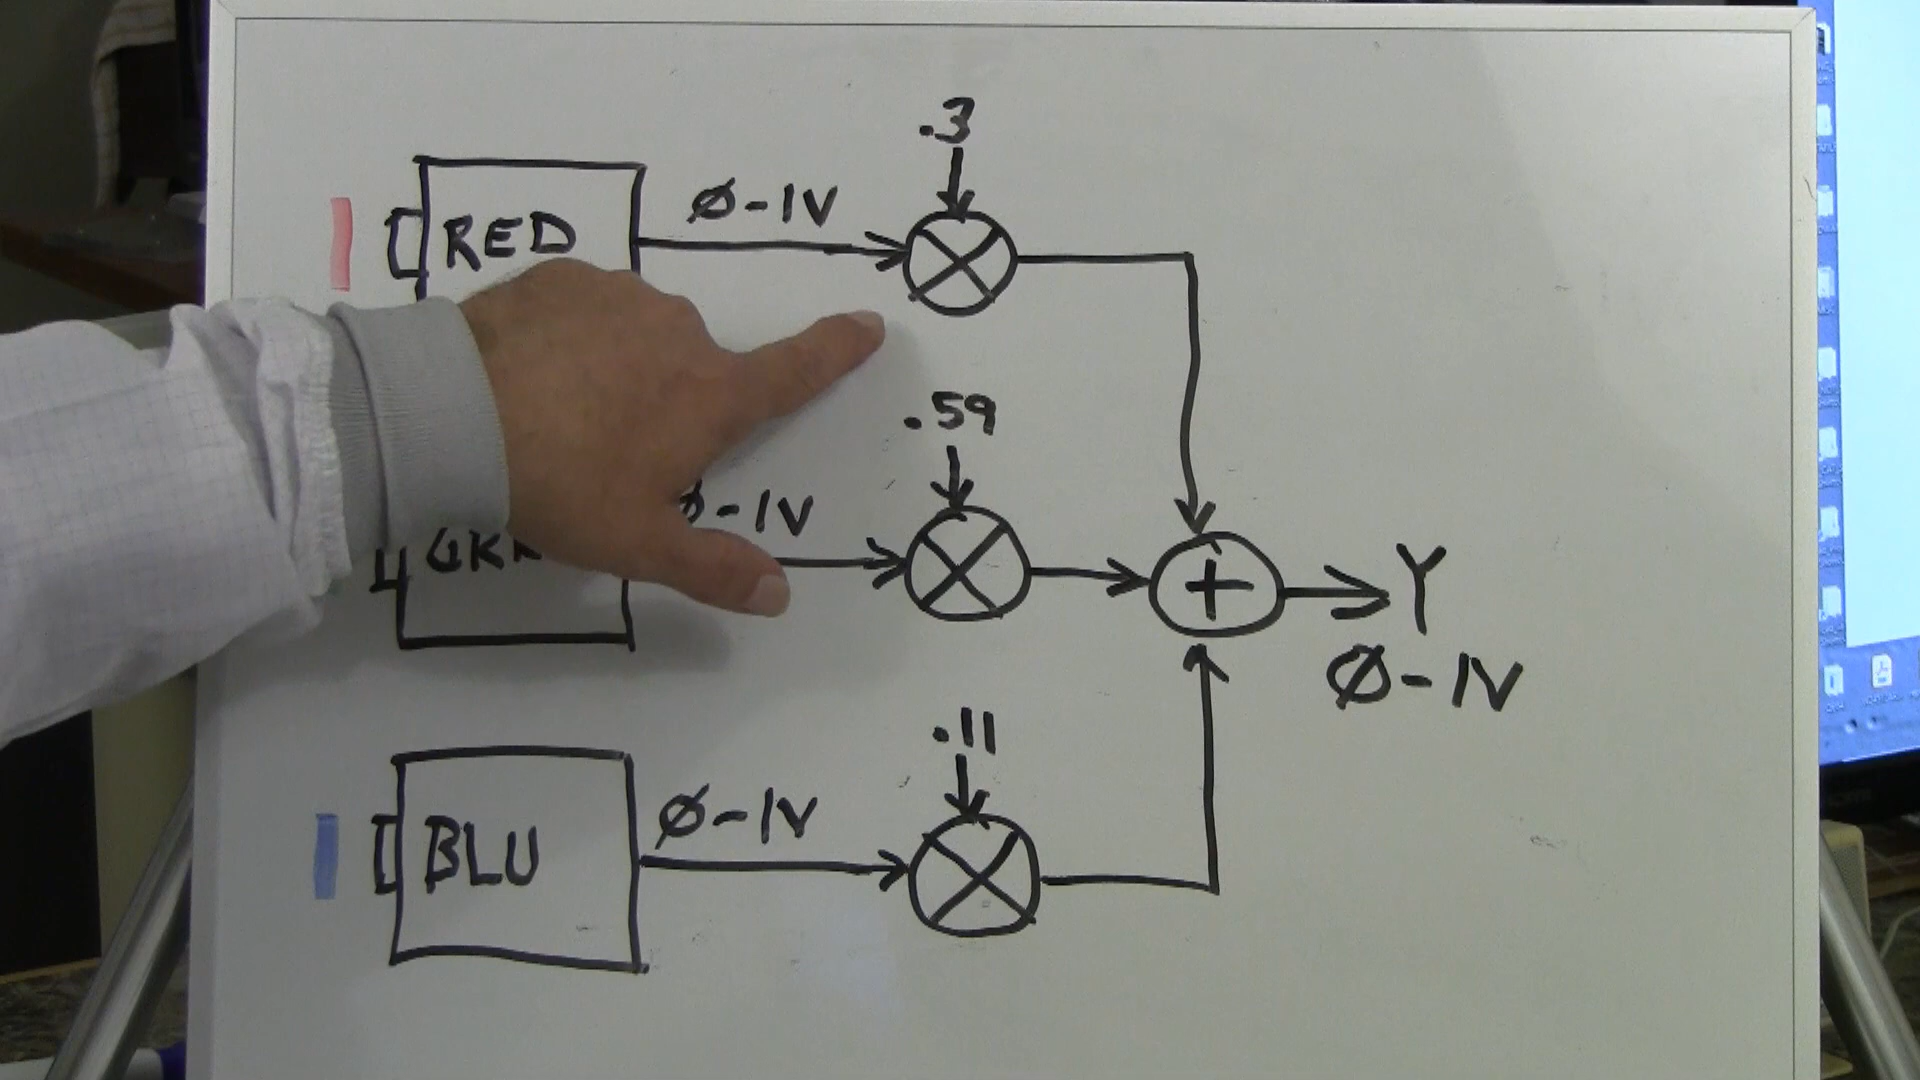 .3
Ø-1V
RED
.59
-1V
Y
Ø-1V
.11
Ø-1V
BLU